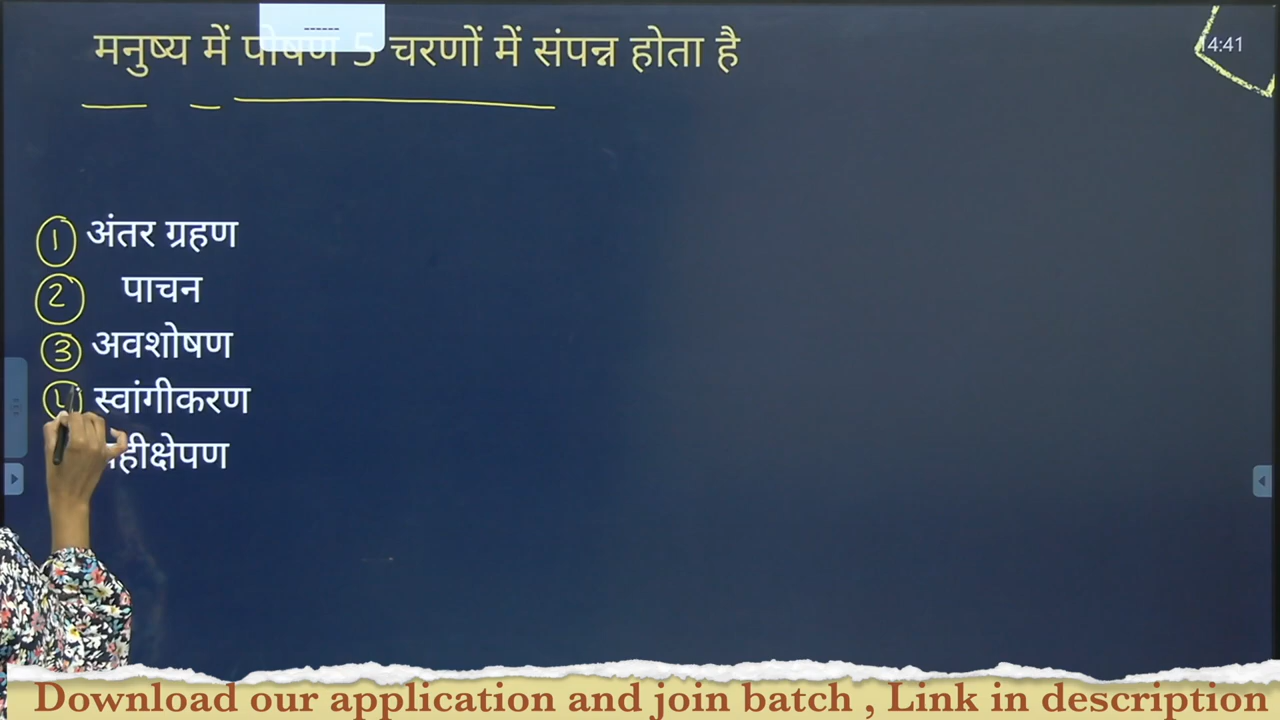 ------
मनुष्य में पोषण 5 चरणों में संपन्न होता है
14:41
1 अंतर ग्रहण
2 पाचन
3 अवशोषण
4 स्वांगीकरण
Download our application and join batch , Link in description